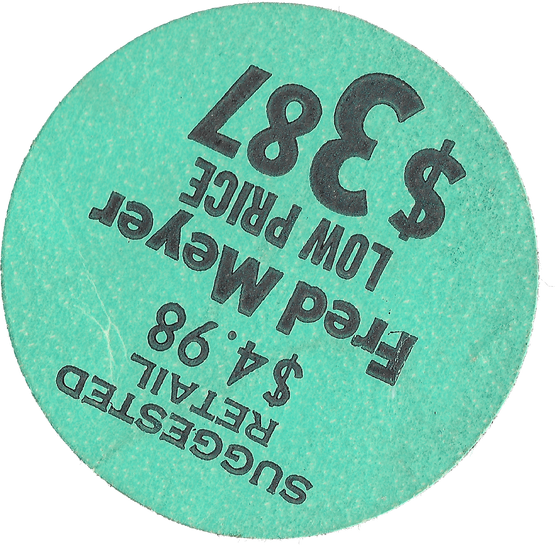 SUGGESTED
RETAIL
$4.98
Fred Meyer
LOW PRICE
$387